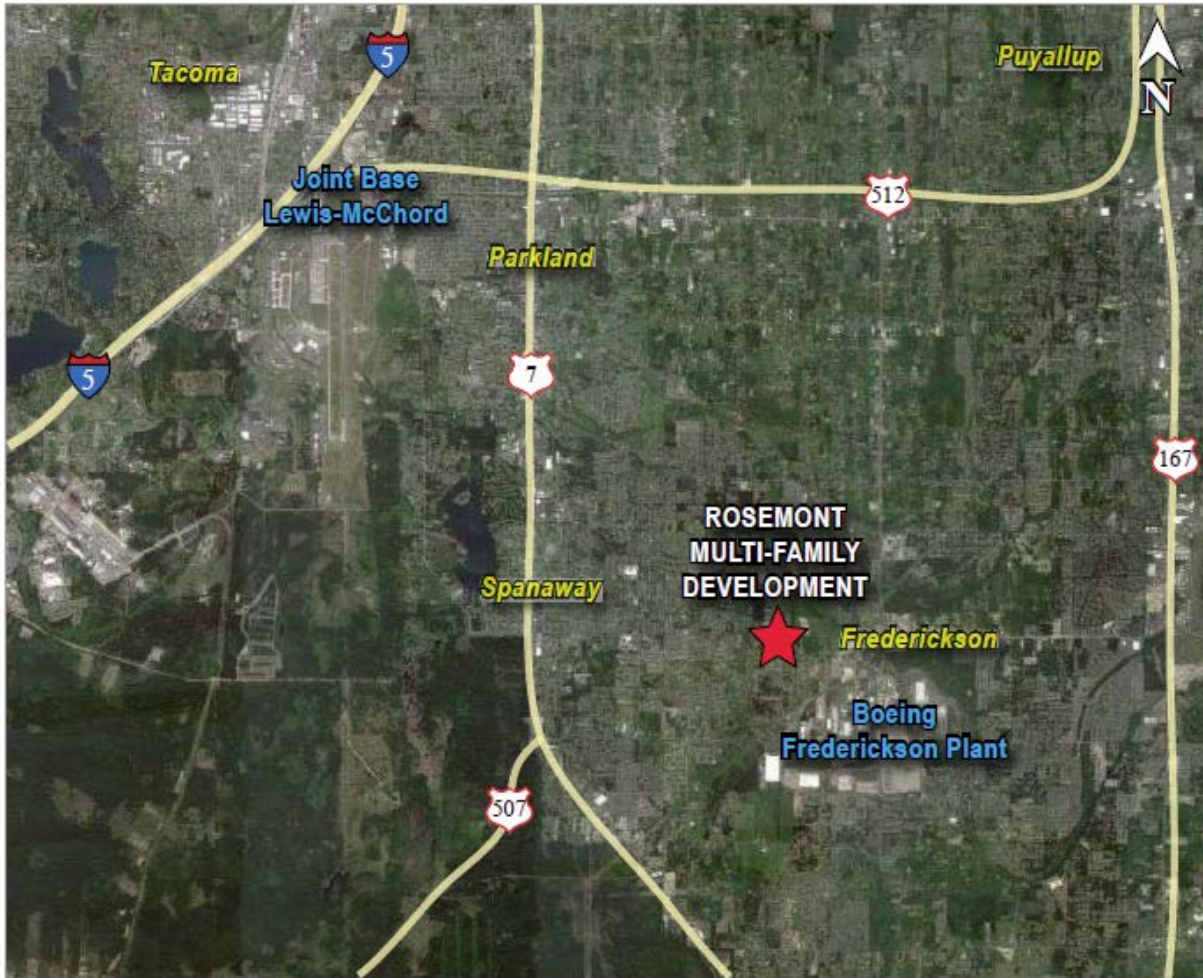 5
Tacoma
Puyallup
N
Joint Base
Lewis-McChord
512
Parkland
5
7
167
ROSEMONT
MULTI-FAMILY
DEVELOPMENT
Spanaway
Frederickson
Boeing
Frederickson Plant
507